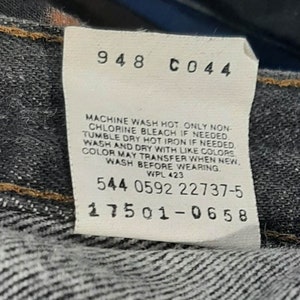 948 C044
MACHINE WASH HOT ONLY NON-
CHLORINE BLEACH IF NEEDED.
TUMBLE DRY HOT IRON IF NEEDED.
WASH AND DRY WITH LIKE COLORS.
COLOR MAY TRANSFER WHEN NEW.
WASH BEFORE WEARING.
WPL 423
544 0592 22737-5
17501-0658